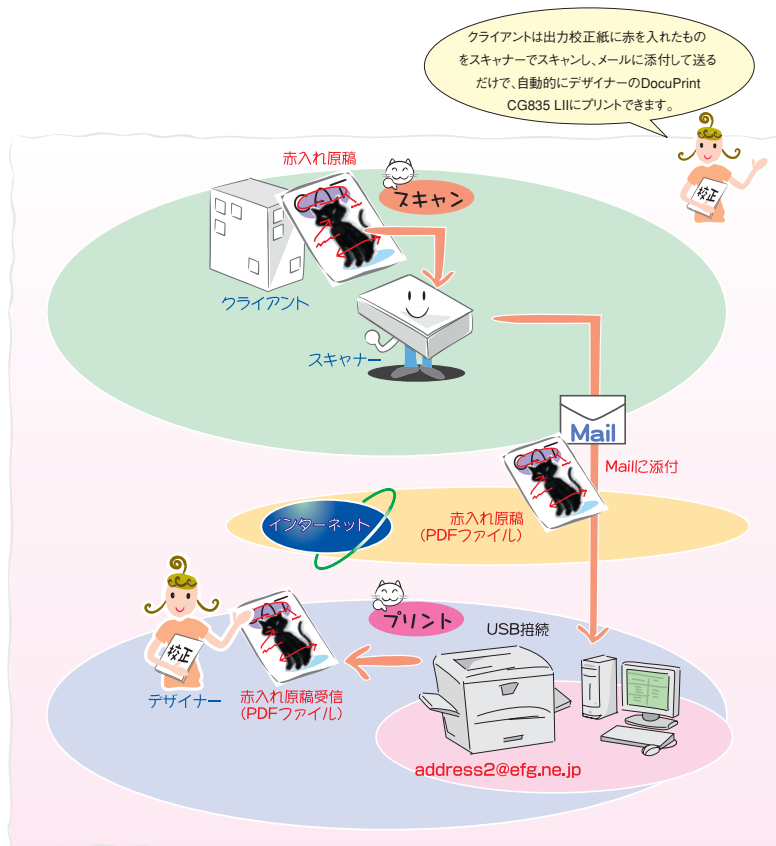 クライアントは出力校正紙に赤を入れたもの
をスキャナーでスキャンし、メールに添付して送る
だけで、自動的にデザイナーのDocuPrint
CG835 LIIにプリントできます。
校正
赤入れ原稿
スキャン
クライアント
スキャナー
Mail
Mailに添付
インターネット
赤入れ原稿
(PDFファイル)
プリント
USB接続
校正
デザイナー
赤入れ原稿受信
(PDFファイル)
address2@efg.ne.jp